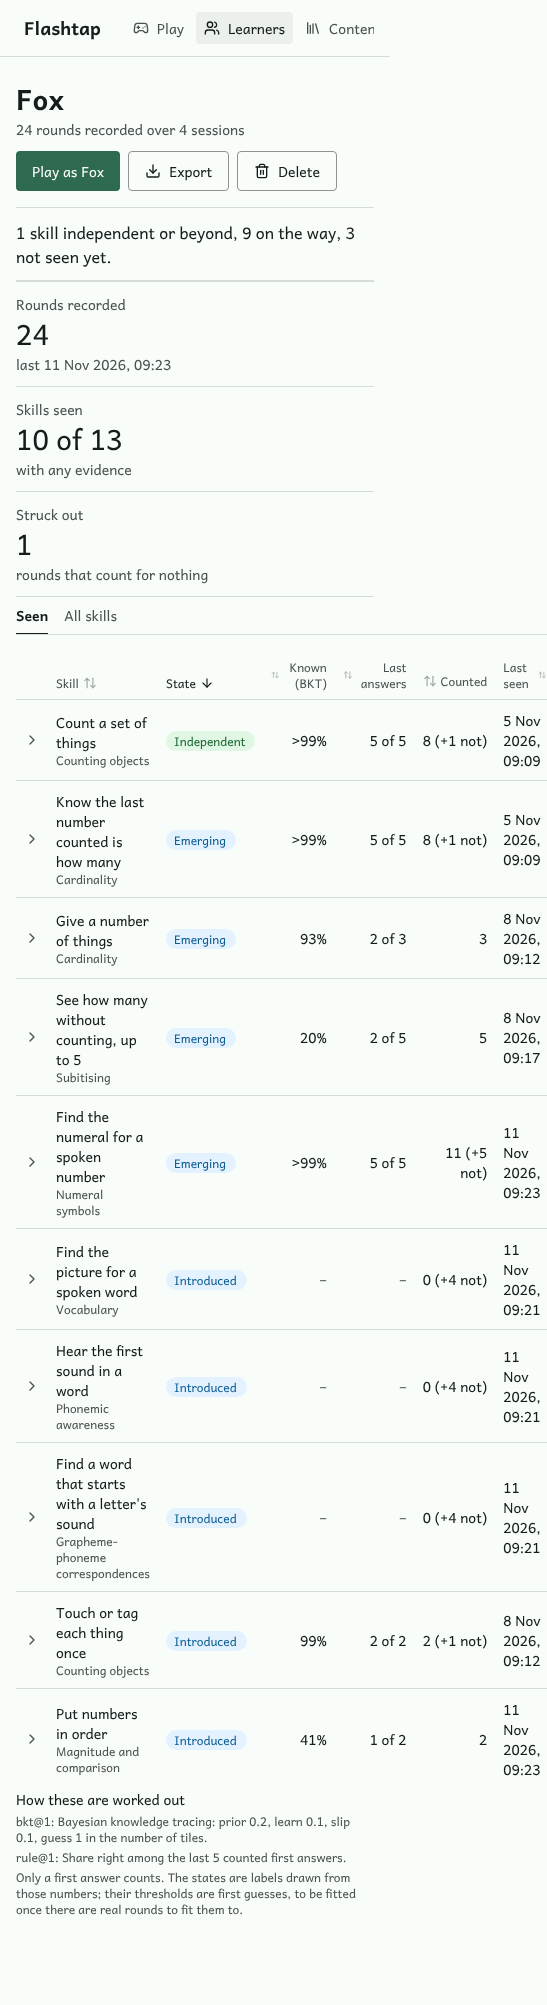 Flashtap
Play
Learners
Conten
Fox
24 rounds recorded over 4 sessions
Play as Fox
Export
Delete
1 skill independent or beyond, 9 on the way, 3
not seen yet.
Rounds recorded
24
last 11 Nov 2026, 09:23
Skills seen
10 of 13
with any evidence
Struck out
1
rounds that count for nothing
Seen
All skills
Skill
State
Known
(BKT)
Last
answers
Counted
Last
seen
Count a set of
things
Counting objects
Independent
>99%
5 of 5
8 (+1 not)
5 Nov
2026,
09:09
Know the last
number
counted is
how many
Cardinality
Emerging
>99%
5 of 5
8 (+1 not)
5 Nov
2026,
09:09
Give a number
of things
Cardinality
Emerging
93%
2 of 3
3
8 Nov
2026,
09:12
See how many
without
counting, up
to 5
Subitising
Emerging
20%
2 of 5
5
8 Nov
2026,
09:17
Find the
numeral for a
spoken
number
Numeral
symbols
Emerging
>99%
5 of 5
11 (+5
not)
11
Nov
2026,
09:23
Find the
picture for a
spoken word
Vocabulary
Introduced
–
–
0 (+4 not)
11
Nov
2026,
09:21
Hear the first
sound in a
word
Phonemic
awareness
Introduced
–
–
0 (+4 not)
11
Nov
2026,
09:21
Find a word
that starts
with a letter's
sound
Grapheme-
phoneme
correspondences
Introduced
–
–
0 (+4 not)
11
Nov
2026,
09:21
Touch or tag
each thing
once
Counting objects
Introduced
99%
2 of 2
2 (+1 not)
8 Nov
2026,
09:12
Put numbers
in order
Magnitude and
comparison
Introduced
41%
1 of 2
2
11
Nov
2026,
09:23
How these are worked out
bkt@1: Bayesian knowledge tracing: prior 0.2, learn 0.1, slip
0.1, guess 1 in the number of tiles.
rule@1: Share right among the last 5 counted first answers.
Only a first answer counts. The states are labels drawn from
those numbers; their thresholds are first guesses, to be fitted
once there are real rounds to fit them to.